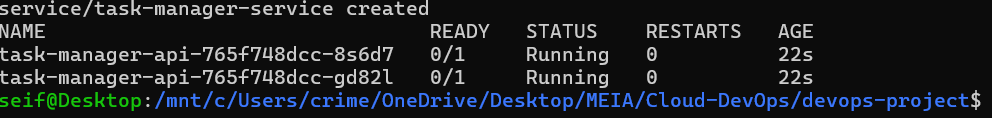 service/task-manager-service created
NAME READY STATUS RESTARTS AGE
task-manager-api-765f748dcc-8s6d7 0/1 Running 0 22s
task-manager-api-765f748dcc-gd82l 0/1 Running 0 22s
seif@Desktop:/mnt/c/Users/crime/OneDrive/Desktop/MEIA/Cloud-DevOps/devops-project$